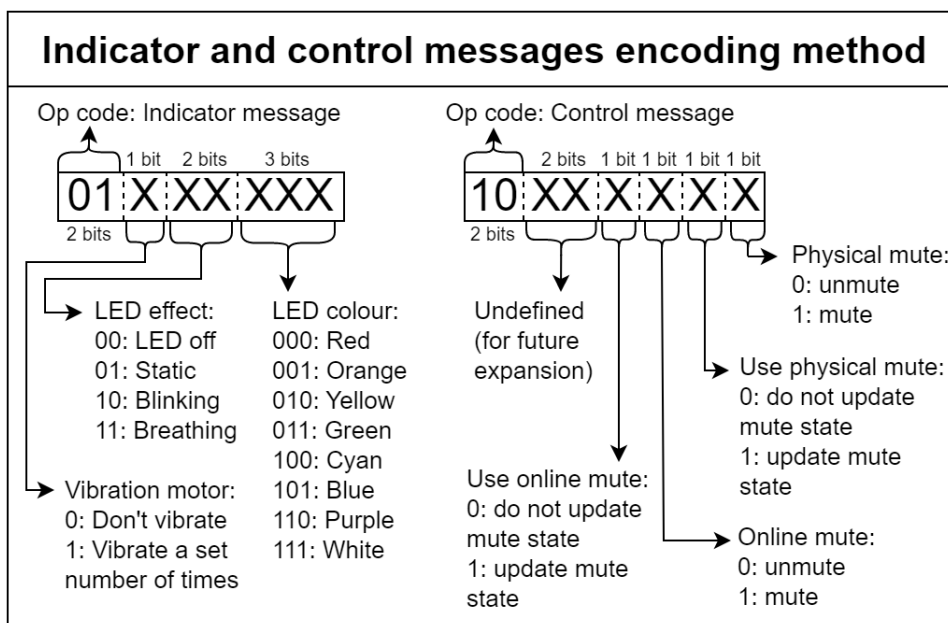 Indicator and control messages encoding method
Op code: Indicator message
1 bit 2 bits 3 bits
01 X XX XXX
2 bits
LED effect:
00: LED off
01: Static
10: Blinking
11: Breathing
LED colour:
000: Red
001: Orange
010: Yellow
011: Green
100: Cyan
101: Blue
110: Purple
111: White
Vibration motor:
0: Don't vibrate
1: Vibrate a set
number of times
Op code: Control message
2 bits 1 bit 1 bit 1 bit 1 bit
10 XX X X X X
2 bits
Undefined
(for future
expansion)
Physical mute:
0: unmute
1: mute
Use physical mute:
0: do not update
mute state
1: update mute
state
Use online mute:
0: do not update
mute state
1: update mute
state
Online mute:
0: unmute
1: mute